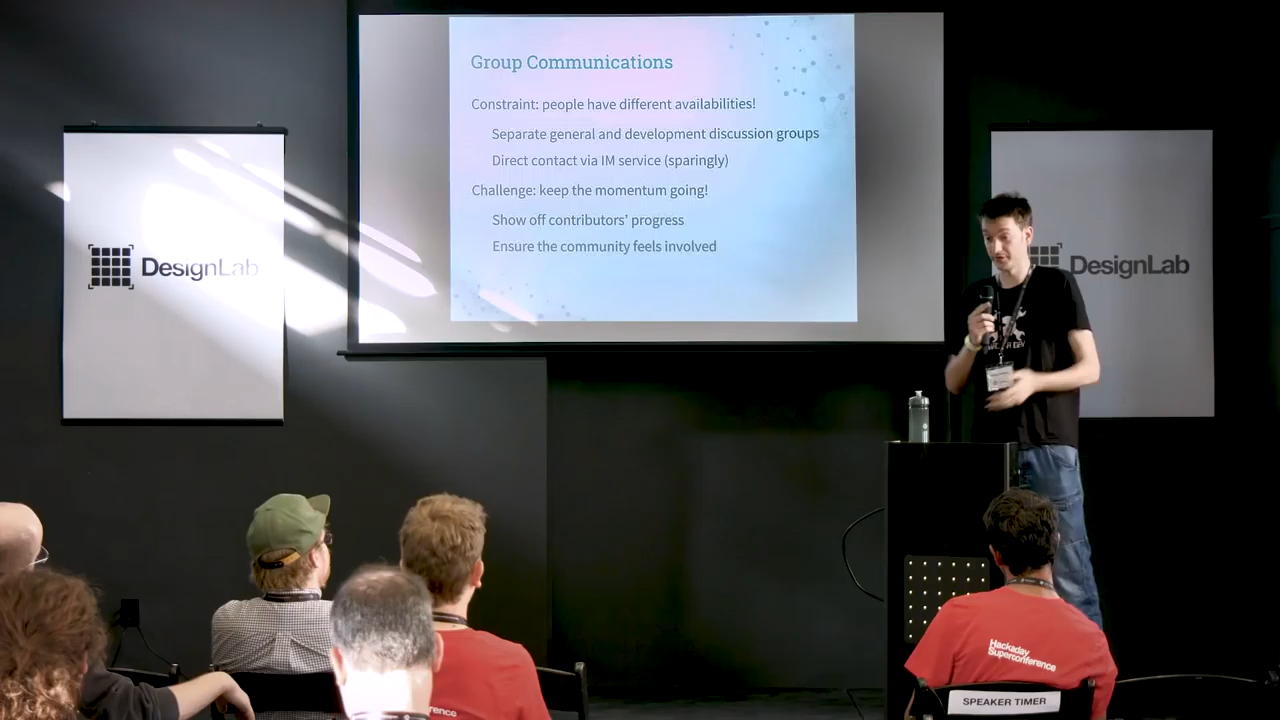 Group Communications
Constraint: people have different availabilities!
Separate general and development discussion groups
Direct contact via IM service (sparingly)
Challenge: keep the momentum going!
Show off contributors' progress
Ensure the community feels involved
DesignLab
DesignLab
Hackaday
Superconference
SPEAKER TIMER